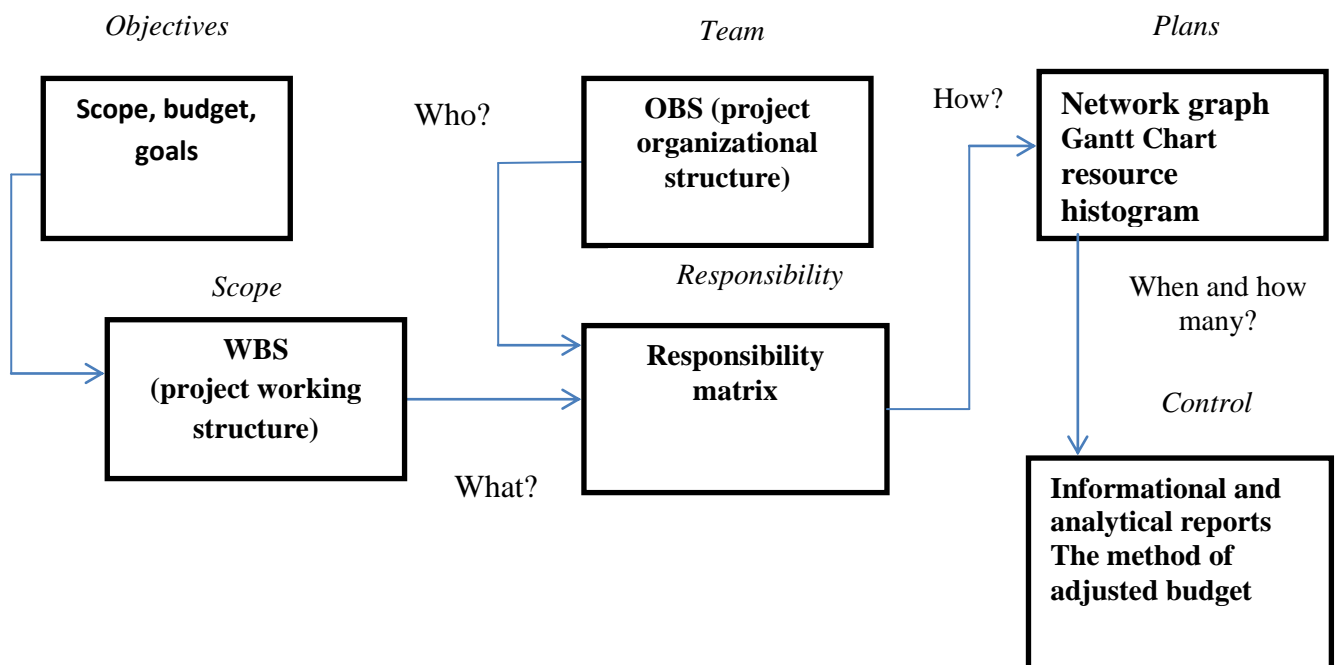 Objectives
Scope, budget,
goals
Scope
WBS
(project working
structure)
Team
Who?
OBS (project
organizational
structure)
Responsibility
Responsibility
matrix
What?
Plans
How?
Network graph
Gantt Chart
resource
histogram
When and how
many?
Control
Informational and
analytical reports
The method of
adjusted budget